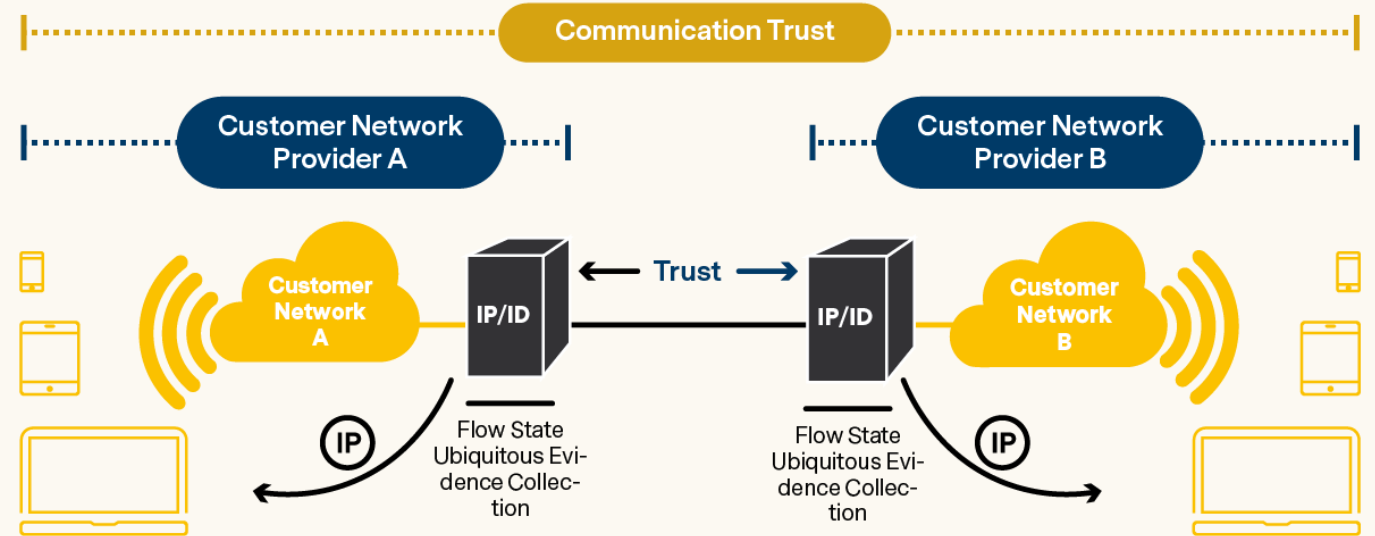 Communication Trust
Customer Network
Provider A
Customer Network
Provider B
Customer
Network
A
IP/ID
Trust
IP/ID
Customer
Network
B
IP
Flow State
Ubiquitous Evi-
dence Collec-
tion
Flow State
Ubiquitous Evi-
dence Collec-
tion
IP